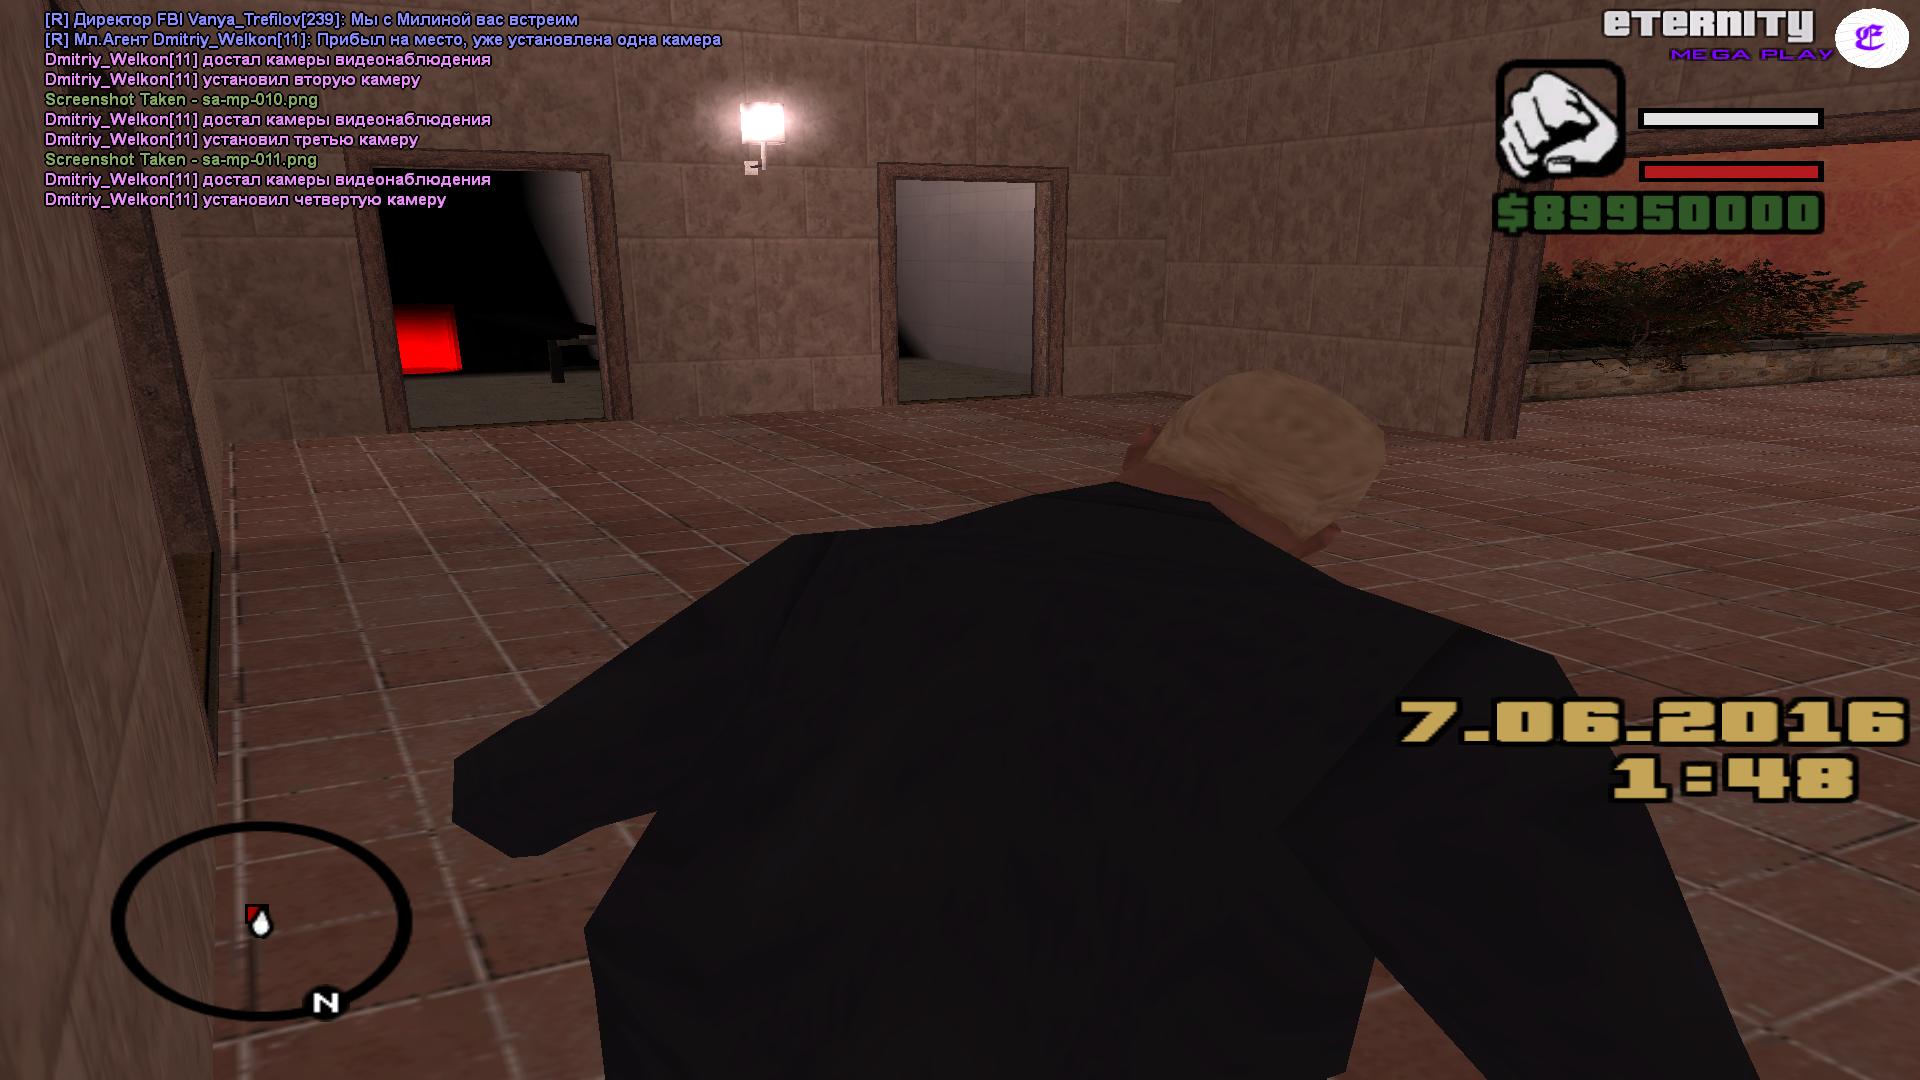 [R] Директор FBI Vanya_Trefilov[239]: Мы с Милиной вас встреим
[R] Мл.Агент Dmitriy_Welkon[11]: Прибыл на место, уже установлена одна камера
Dmitriy_Welkon[11] достал камеры видеонаблюдения
Dmitriy_Welkon[11] установил вторую камеру
Screenshot Taken - sa-mp-010.png
Dmitriy_Welkon[11] достал камеры видеонаблюдения
Dmitriy_Welkon[11] установил третью камеру
Screenshot Taken - sa-mp-011.png
Dmitriy_Welkon[11] достал камеры видеонаблюдения
Dmitriy_Welkon[11] установил четвертую камеру
eternity
MEGA PLAY
E
$89950000
7.06.2016
1:48
N